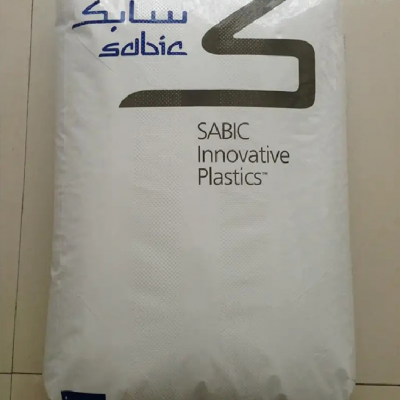 سابك
sabic
SABIC
Innovative
Plastics™